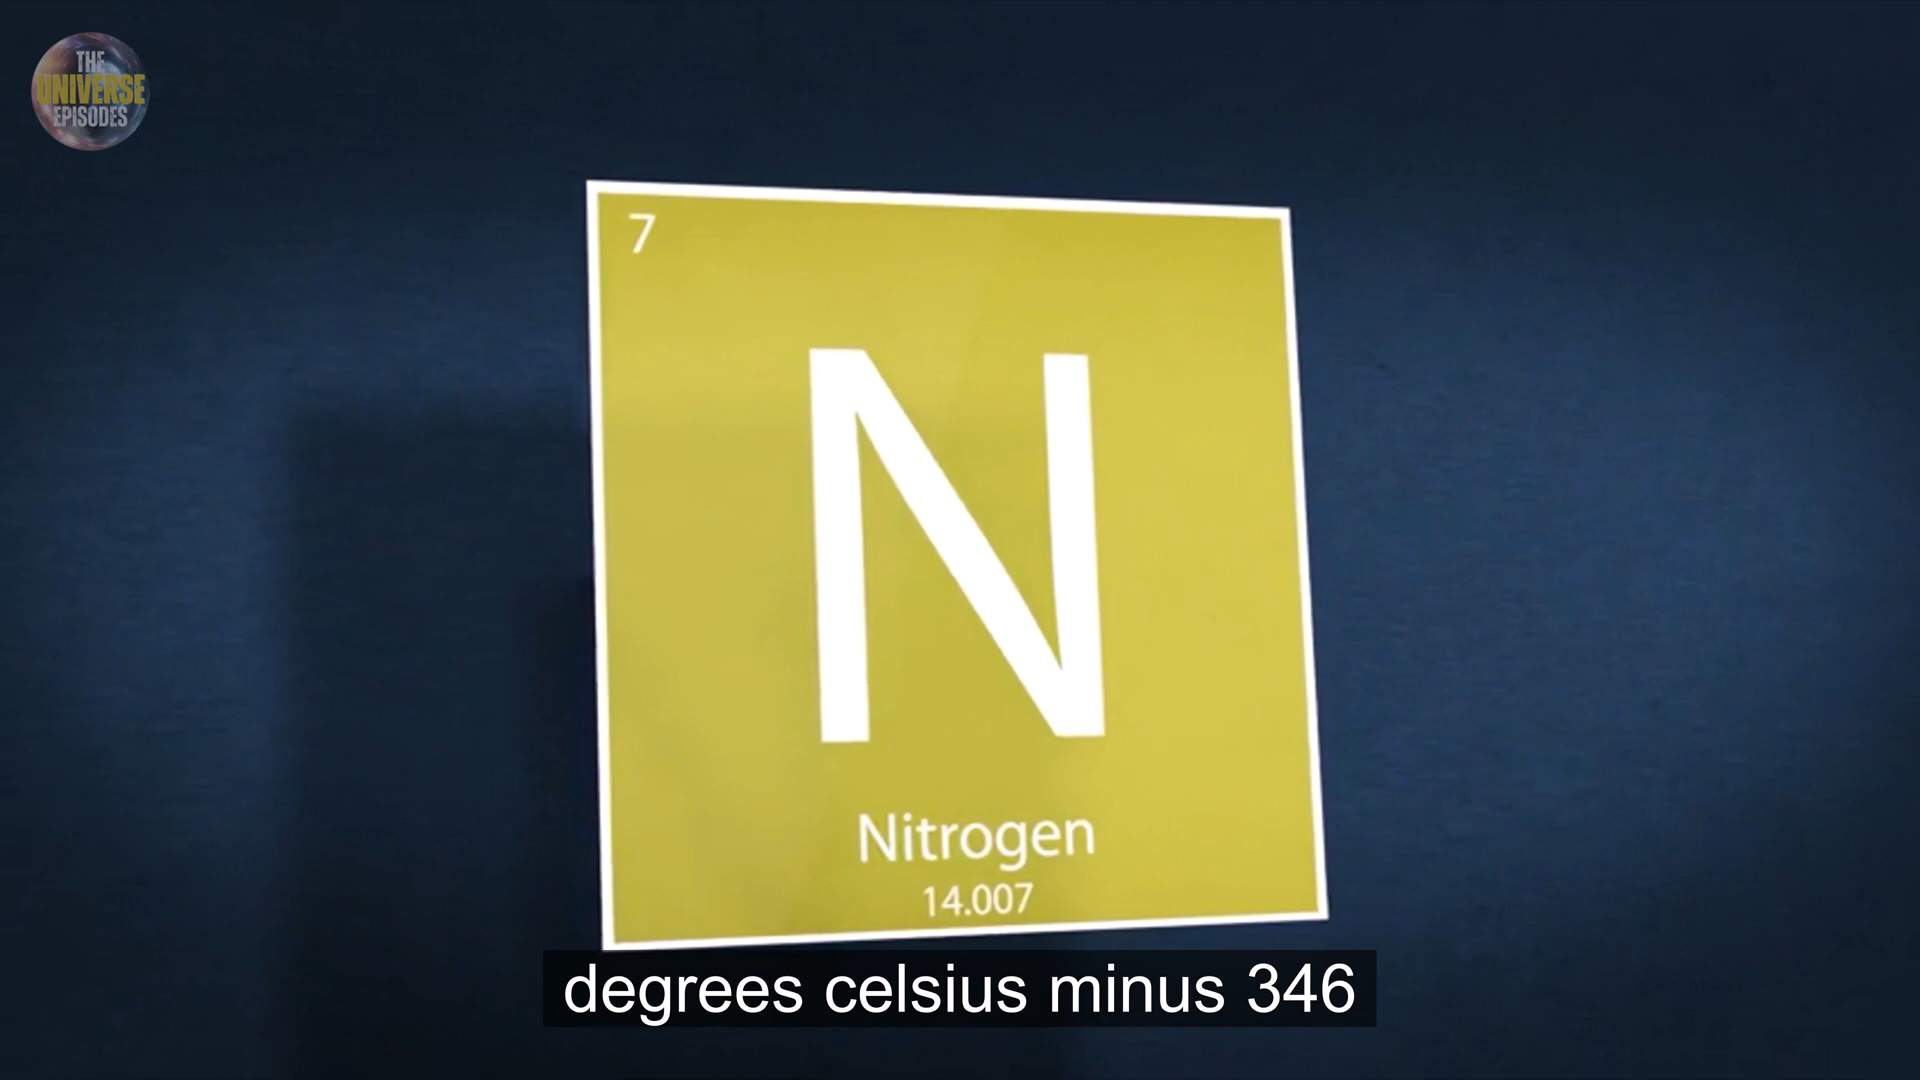 THE
UNIVERSE
EPISODES
7
N
Nitrogen
14.007
degrees celsius minus 346